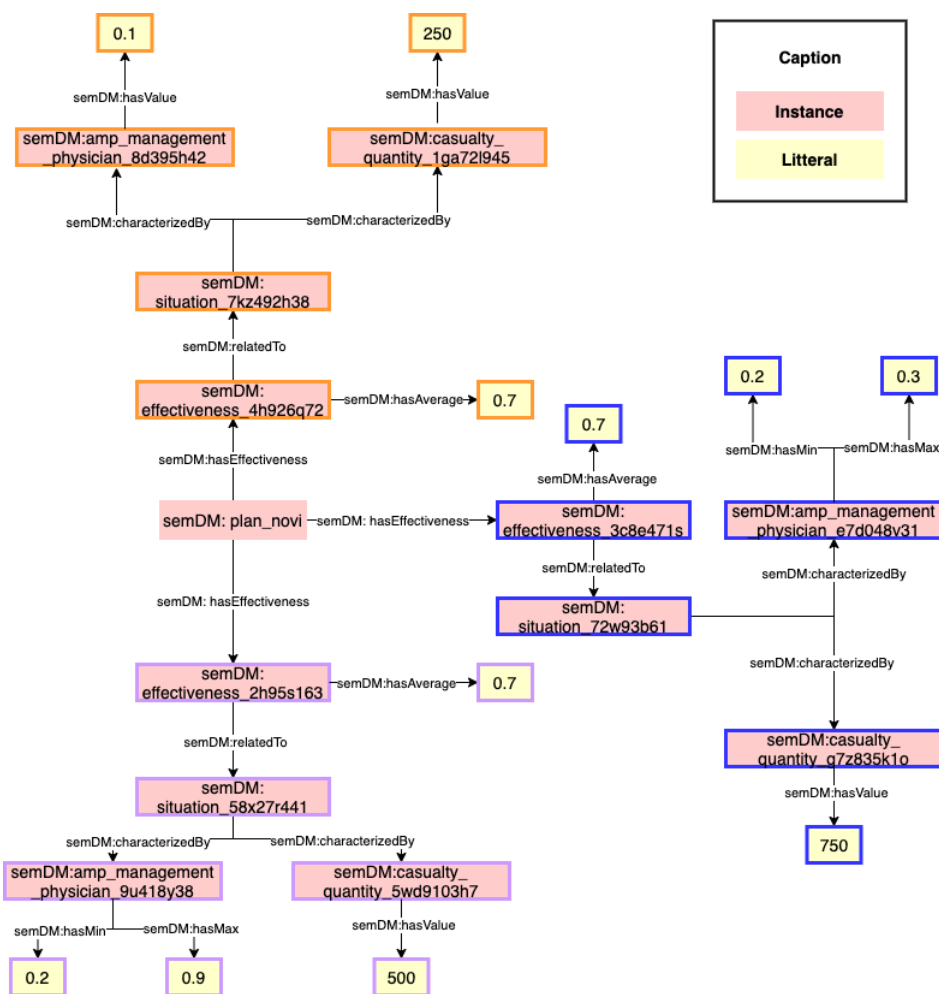 0.1
250
Caption
semDM:hasValue
semDM:hasValue
Instance
semDM:amp_management
_physician_8d395h42
semDM:casualty_
quantity_1ga72l945
Litteral
semDM:characterizedBy
semDM:characterizedBy
semDM:
situation_7kz492h38
semDM:relatedTo
semDM:
effectiveness_4h926q72
semDM:hasAverage
0.7
0.2
0.3
0.7
semDM:hasMin
semDM:hasMax
semDM:hasEffectiveness
semDM:hasAverage
semDM: plan_novi
semDM: hasEffectiveness
semDM:
effectiveness_3c8e471s
semDM:amp_management
_physician_e7d048v31
semDM:relatedTo
semDM:characterizedBy
semDM: hasEffectiveness
semDM:
situation_72w93b61
semDM:characterizedBy
semDM:
effectiveness_2h95s163
semDM:hasAverage
0.7
semDM:relatedTo
semDM:casualty_
quantity_g7z835k1o
semDM:
situation_58x27r441
semDM:hasValue
semDM:characterizedBy
semDM:characterizedBy
750
semDM:amp_management
_physician_9u418y38
semDM:casualty_
quantity_5wd9103h7
semDM:hasMin
semDM:hasMax
semDM:hasValue
0.2
0.9
500